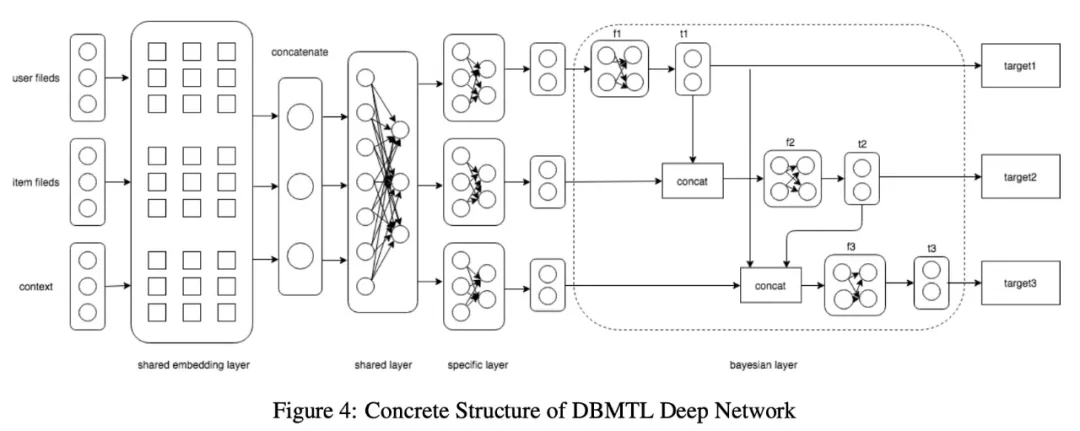 concatenate
f1
t1
user fileds
target1
f2
t2
item fileds
concat
target2
f3
t3
context
concat
target3
shared embedding layer
shared layer
specific layer
bayesian layer
Figure 4: Concrete Structure of DBMTL Deep Network